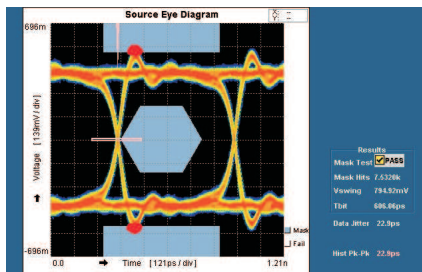 Source Eye Diagram
X: --
Y: --
696m
Voltage [139mV / div]
-696m
0.0
Time [121ps / div]
1.21n
Mask
Fail
Results
Mask Test PASS
Mask Hits 7.5320k
Vswing 794.92mV
Tbit 606.06ps
Data Jitter 22.9ps
Hist Pk-Pk 22.9ps